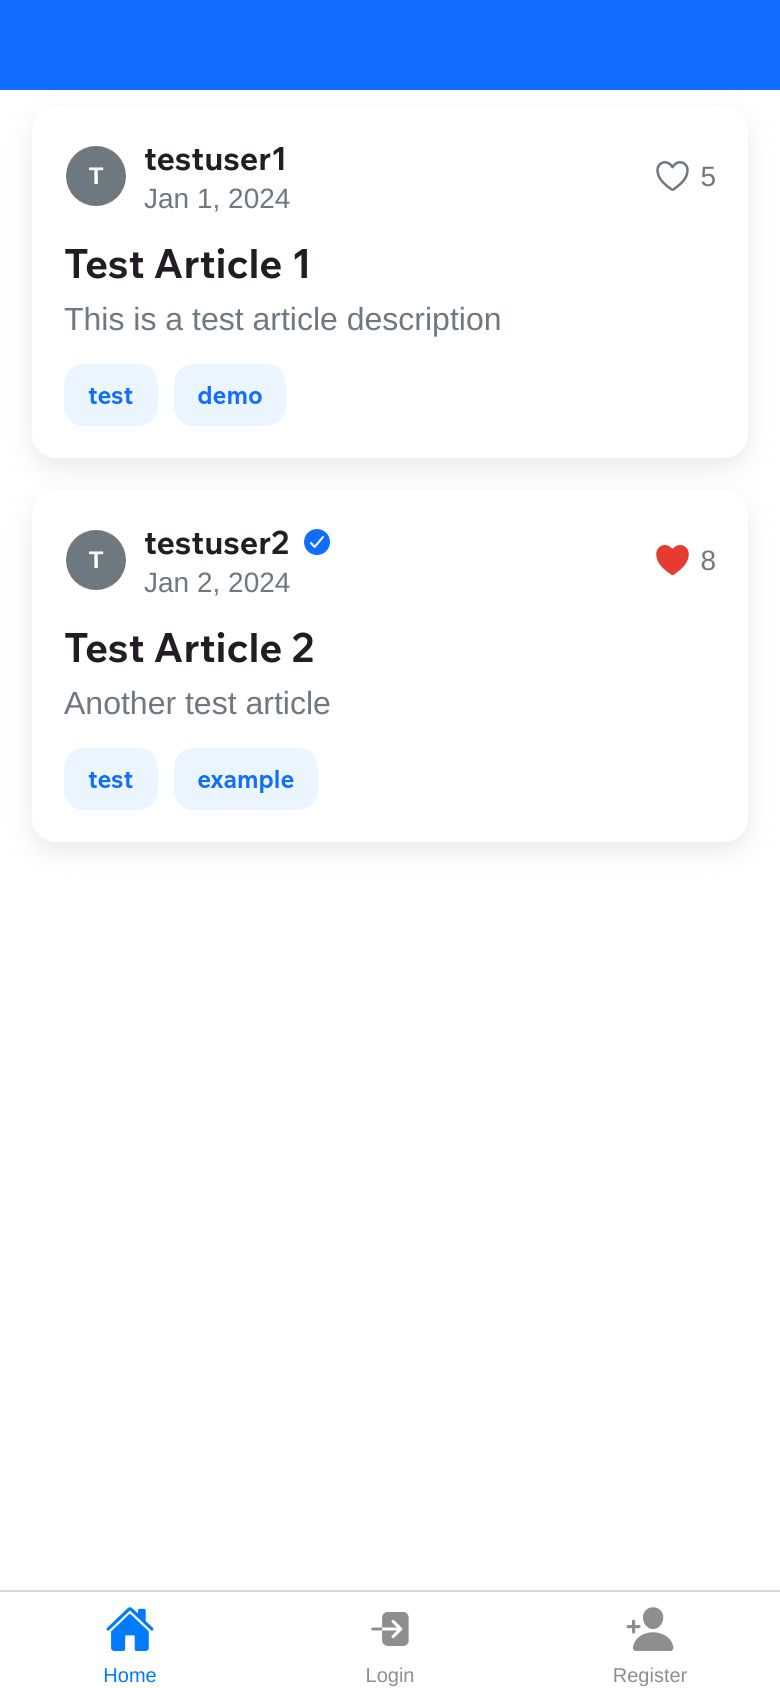 T
testuser1
5
Jan 1, 2024
Test Article 1
This is a test article description
test demo
T
testuser2
8
Jan 2, 2024
Test Article 2
Another test article
test example
Home Login Register